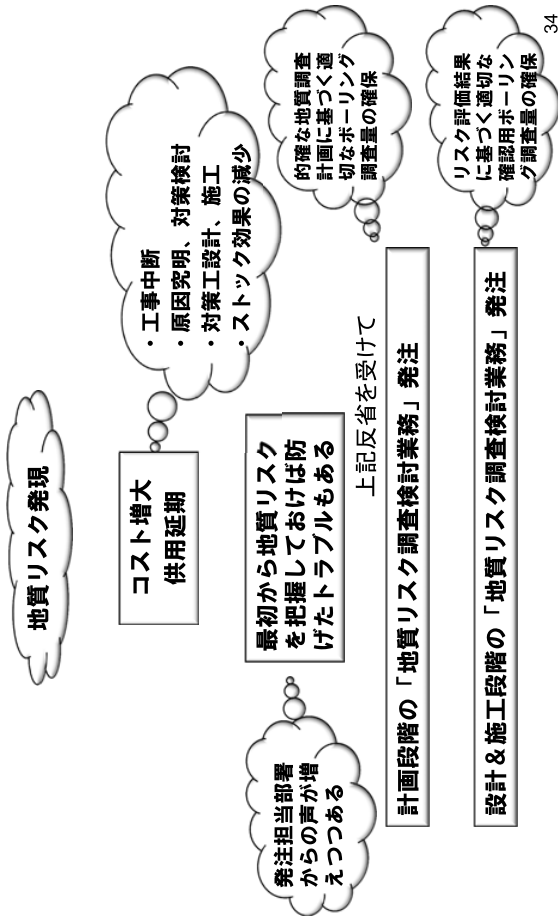 地質リスク発現
コスト増大
供用延期
・工事中断
・原因究明、対策検討
・対策工設計、施工
・ストック効果の減少
発注担当部署
からの声が増
えつつある
最初から地質リスク
を把握しておけば防
げたトラブルもある
上記反省を受けて
計画段階の「地質リスク調査検討業務」発注
的確な地質調査
計画に基づく適
切なボーリング
調査量の確保
設計&施工段階の「地質リスク調査検討業務」発注
リスク評価結果
に基づく適切な
確認用ボーリン
グ調査量の確保
34